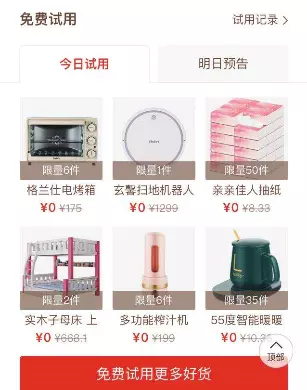 免费试用
试用记录 >
今日试用
明日预告
限量6件
限量1件
限量50件
格兰仕电烤箱
玄馨扫地机器人
亲亲佳人抽纸
¥0 ¥175
¥0 ¥1299
¥0 ¥8.33
限量2件
限量6件
限量35件
实木子母床 上
多功能榨汁机
55度智能暖暖
¥0 ¥668.1
¥0 ¥199
¥0
顶部
免费试用更多好货